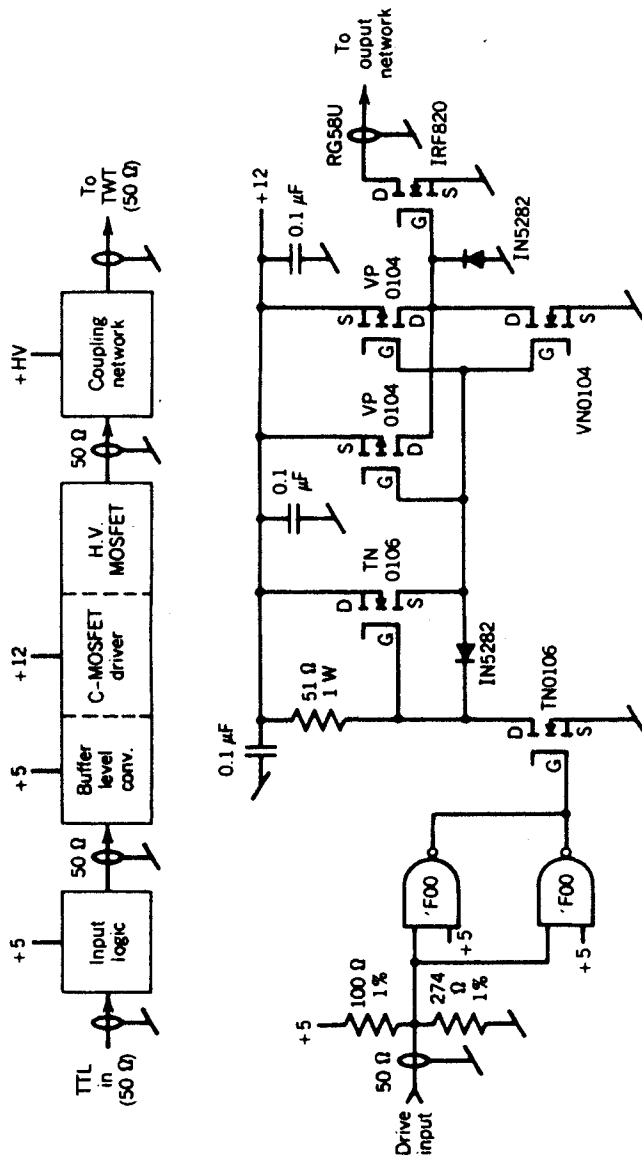 TTL
in
(50 Ω)
+5
Input
logic
50 Ω
+5
+12
Buffer
level
conv.
C-MOSFET
driver
H.V.
MOSFET
50 Ω
+HV
Coupling
network
To
TWT
(50 Ω)
Drive
input
50 Ω
+5
100 Ω
1%
274
Ω
1%
'F00
+5
'F00
+5
0.1 μF
51 Ω
1 W
D
G
S
TN0106
IN5282
TN
0106
D
G
S
0.1
μF
VP
0104
S
G
D
VP
0104
S
G
D
+12
0.1 μF
D
G
S
VN0104
IN5282
D
G
S
IRF820
RG58U
To
ouput
network